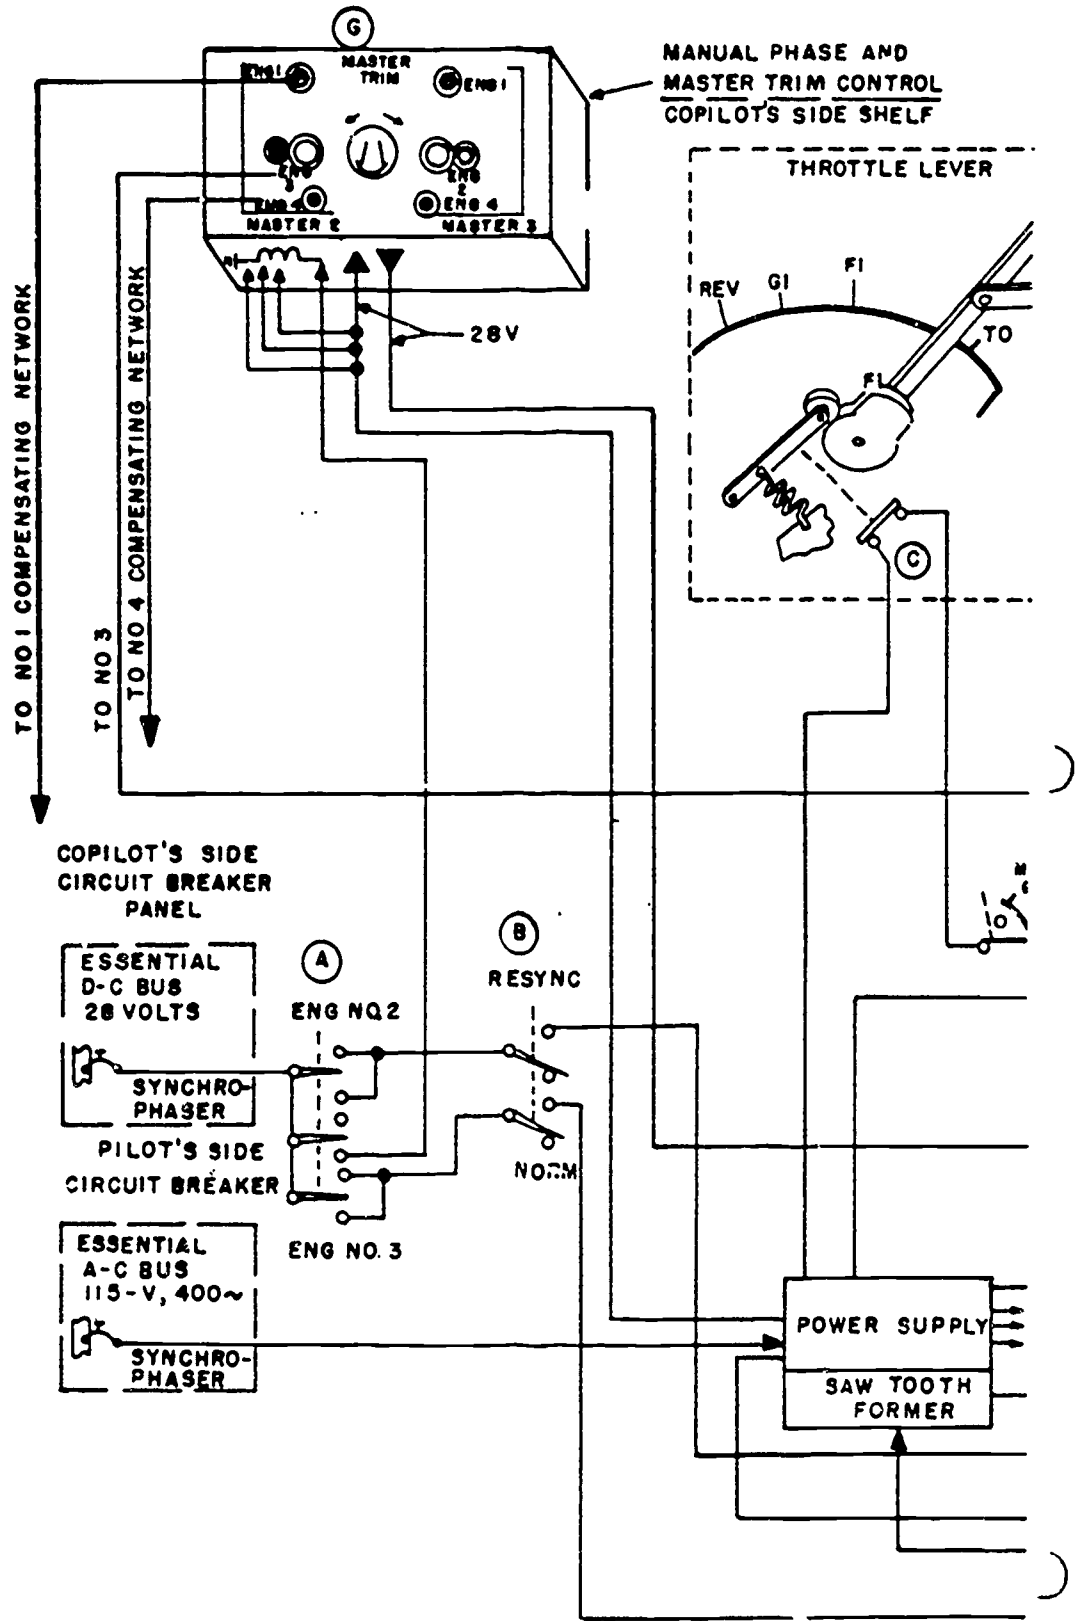 G
MASTER
TRIM
ENG 1
ENG 1
ENG
3
ENG
2
ENG 4
ENG 4
MASTER 2
MASTER 3
28V
MANUAL PHASE AND
MASTER TRIM CONTROL
COPILOT'S SIDE SHELF
THROTTLE LEVER
REV
GI
FI
TO
FI
C
TO NO 1 COMPENSATING NETWORK
TO NO 3
TO NO 4 COMPENSATING NETWORK
COPILOT'S SIDE
CIRCUIT BREAKER
PANEL
ESSENTIAL
D-C BUS
28 VOLTS
SYNCHRO-
PHASER
A
ENG NO.2
B
RESYNC
NORM
PILOT'S SIDE
CIRCUIT BREAKER
ENG NO. 3
ESSENTIAL
A-C BUS
115-V, 400~
SYNCHRO-
PHASER
POWER SUPPLY
SAW TOOTH
FORMER
M
O